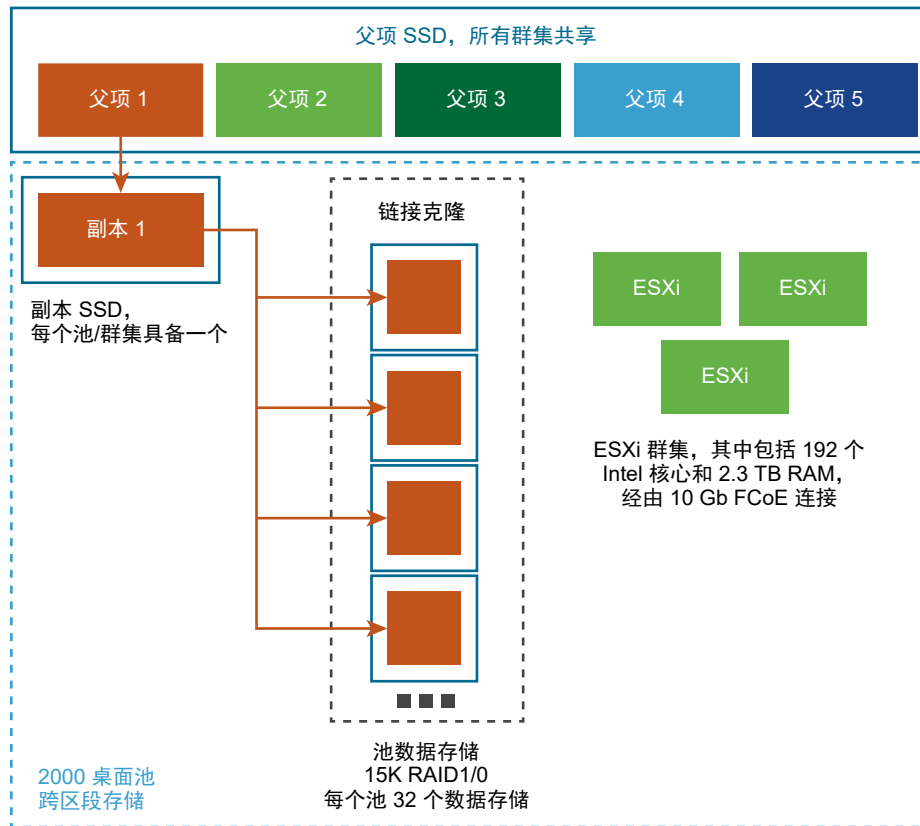 父项 SSD，所有群集共享
父项 1
父项 2
父项 3
父项 4
父项 5
副本 1
副本 SSD，
每个池/群集具备一个
链接克隆
ESXi
ESXi
ESXi
ESXi 群集，其中包括 192 个
Intel 核心和 2.3 TB RAM，
经由 10 Gb FCoE 连接
池数据存储
15K RAID1/0
每个池 32 个数据存储
2000 桌面池
跨区段存储